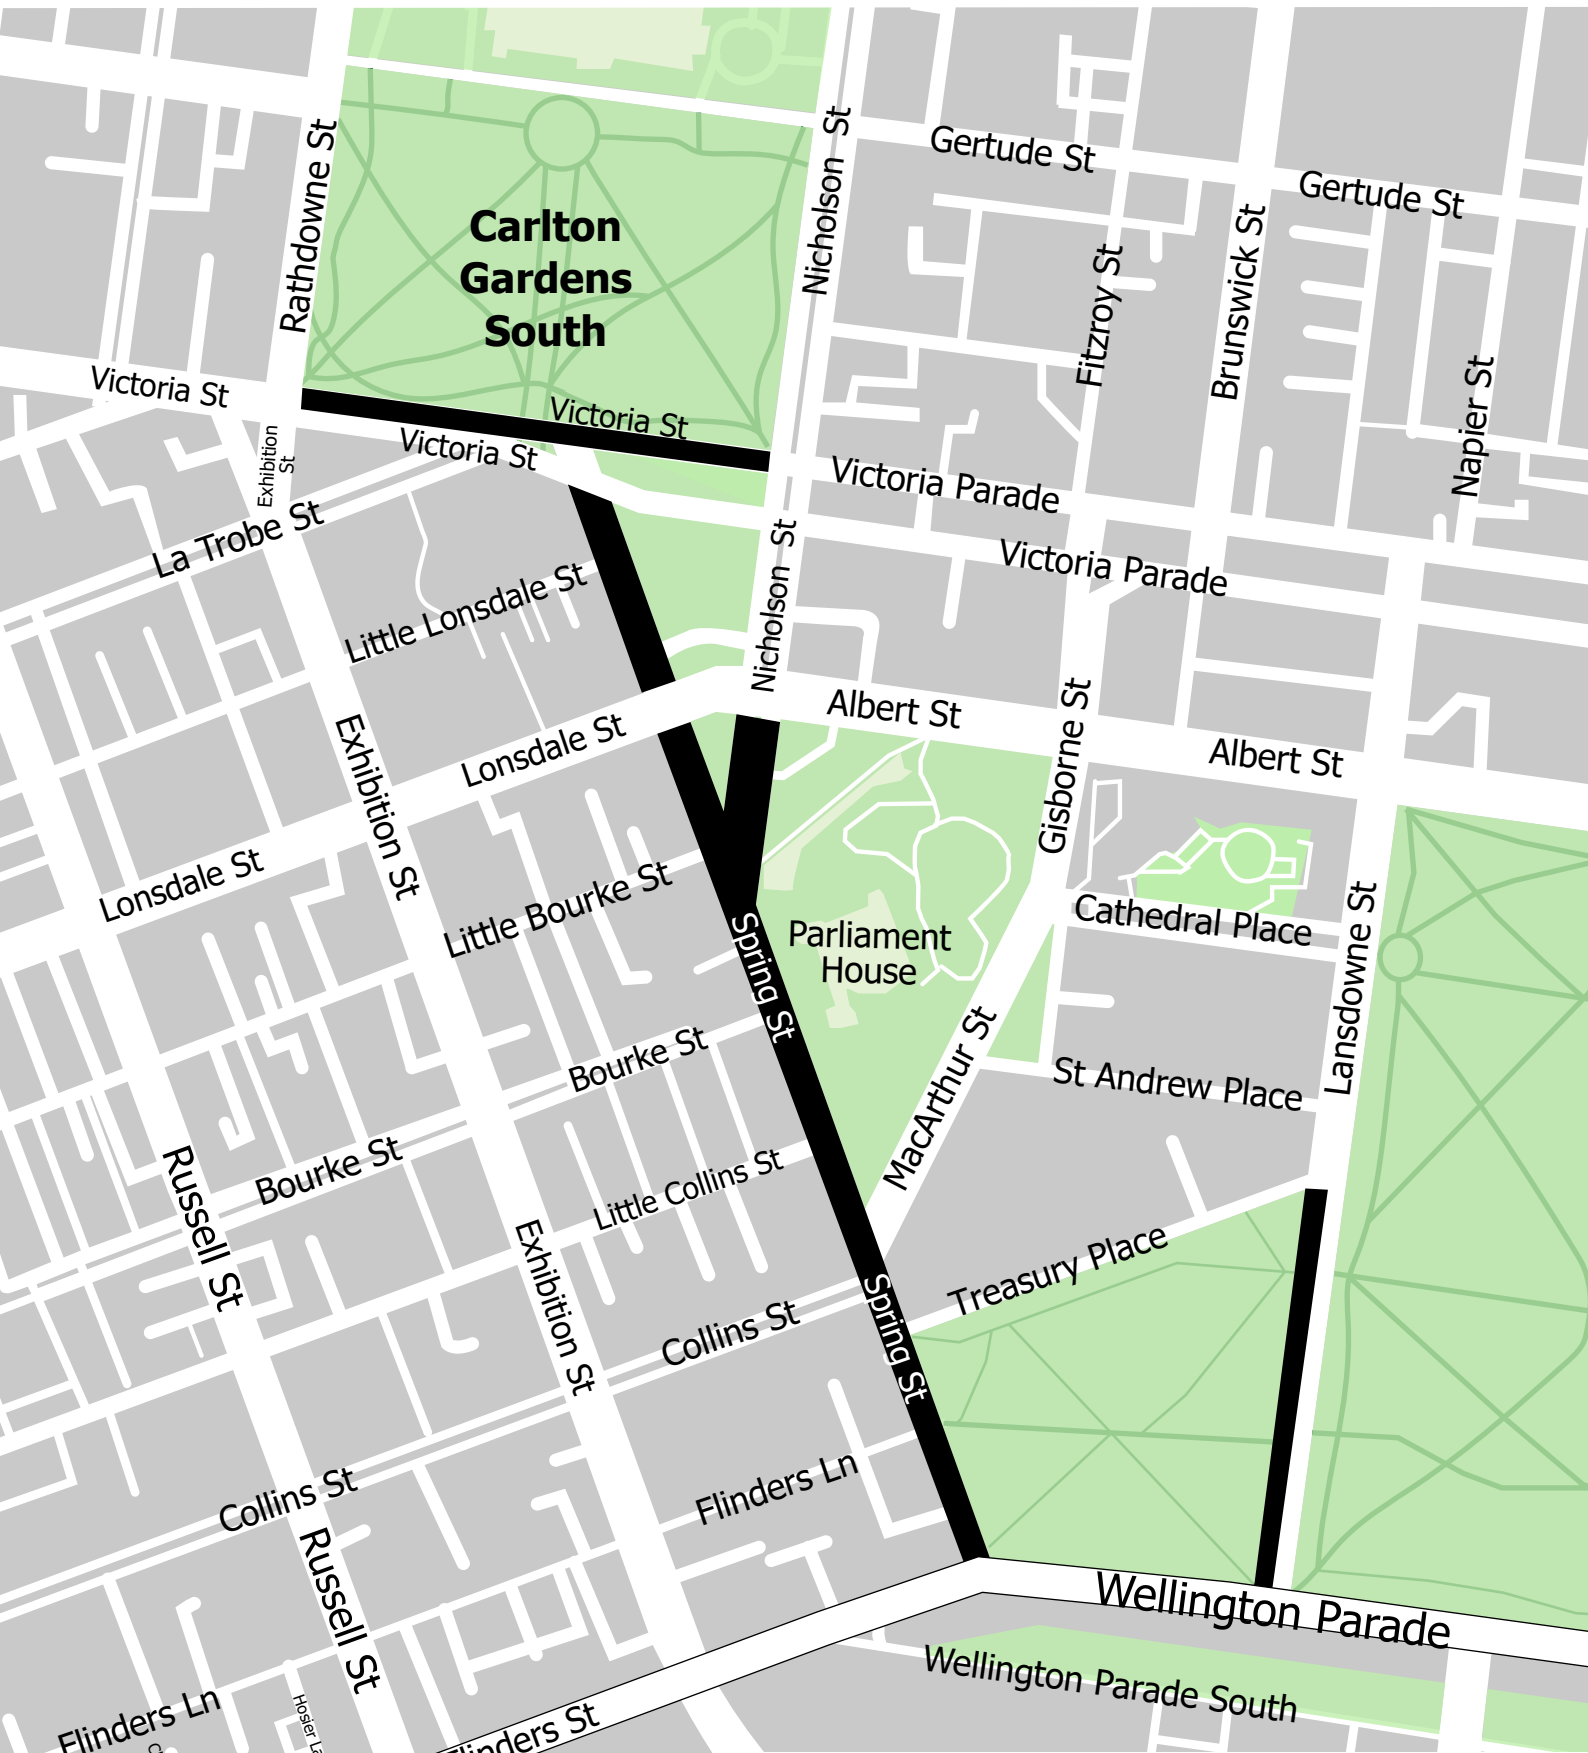 Gertude St
Gertude St
Nicholson St
Rathdowne St
Carlton
Gardens
South
Fitzroy St
Brunswick St
Napier St
Victoria St
Victoria St
Victoria St
Exhibition
St
Victoria Parade
Victoria Parade
La Trobe St
Nicholson St
Little Lonsdale St
Albert St
Albert St
Gisborne St
Lonsdale St
Exhibition St
Lonsdale St
Little Bourke St
Cathedral Place
Lansdowne St
Parliament
House
Spring St
MacArthur St
St Andrew Place
Bourke St
Bourke St
Russell St
Little Collins St
Exhibition St
Treasury Place
Spring St
Collins St
Collins St
Flinders Ln
Russell St
Wellington Parade
Wellington Parade South
Flinders Ln
Hosier La
Flinders St